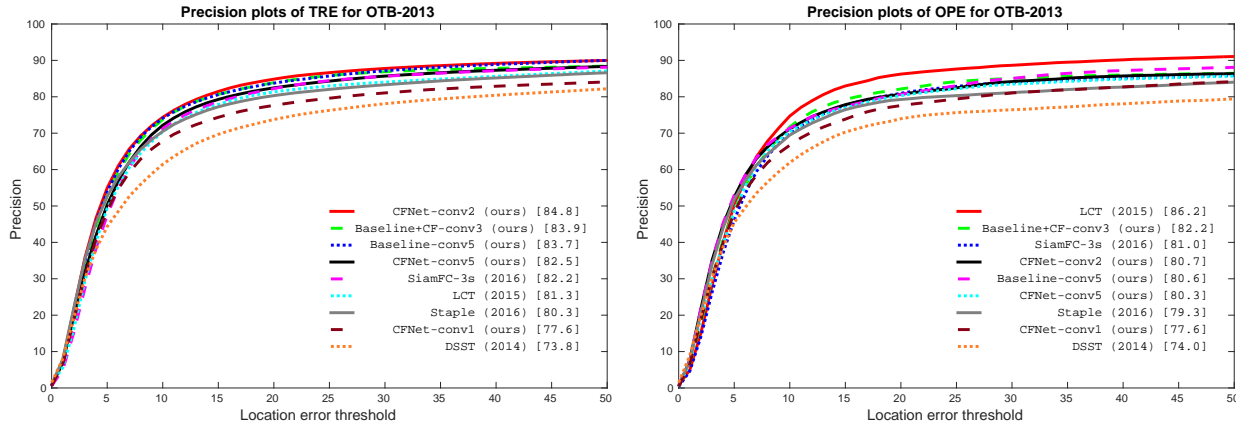 Precision plots of TRE for OTB-2013
100
90
80
70
60
50
40
30
20
10
0
Precision
CFNet-conv2 (ours) [84.8]
Baseline+CF-conv3 (ours) [83.9]
Baseline-conv5 (ours) [83.7]
CFNet-conv5 (ours) [82.5]
SiamFC-3s (2016) [82.2]
LCT (2015) [81.3]
Staple (2016) [80.3]
CFNet-conv1 (ours) [77.6]
DSST (2014) [73.8]
0 5 10 15 20 25 30 35 40 45 50
Location error threshold
Precision plots of OPE for OTB-2013
100
90
80
70
60
50
40
30
20
10
0
Precision
LCT (2015) [86.2]
Baseline+CF-conv3 (ours) [82.2]
SiamFC-3s (2016) [81.0]
CFNet-conv2 (ours) [80.7]
Baseline-conv5 (ours) [80.6]
CFNet-conv5 (ours) [80.3]
Staple (2016) [79.3]
CFNet-conv1 (ours) [77.6]
DSST (2014) [74.0]
0 5 10 15 20 25 30 35 40 45 50
Location error threshold